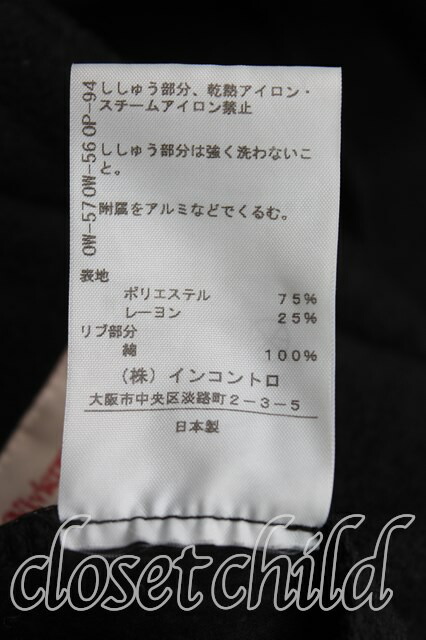 OW-570W-560P-94
ししゅう部分、乾熱アイロン・
スチームアイロン禁止
ししゅう部分は強く洗わないこ
と。
附属をアルミなどでくるむ。
表地
ポリエステル 75%
レーヨン 25%
リブ部分
綿 100%
(株)インコントロ
大阪市中央区淡路町2-3-5
日本製
closetchild